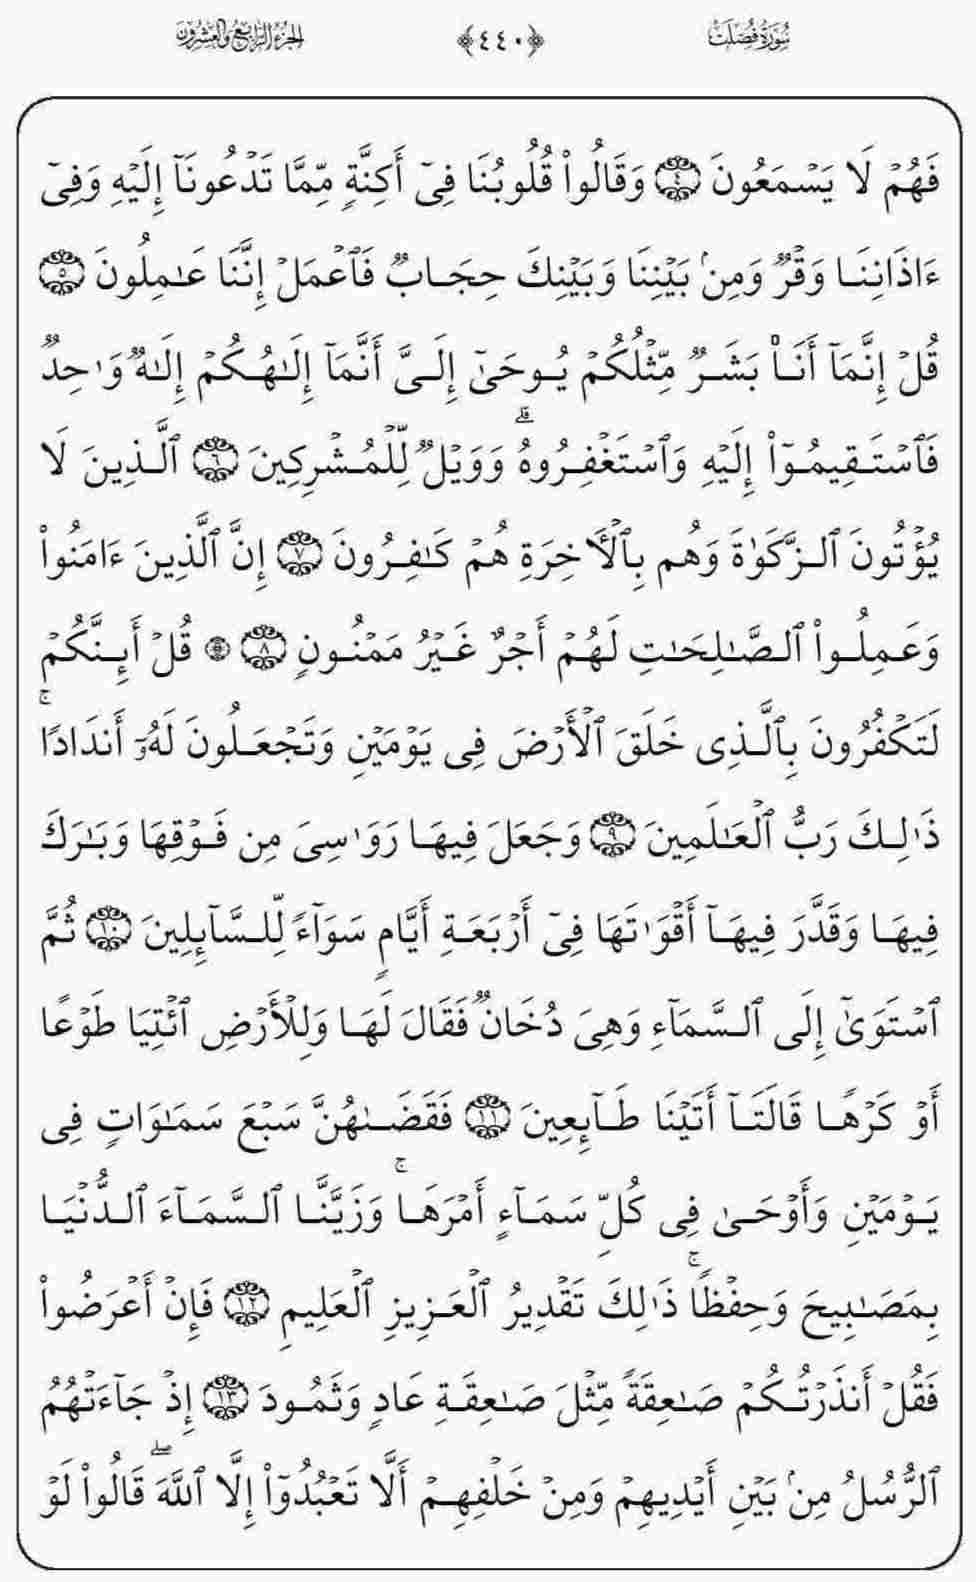 سُورَةُ فُصِّلَتْ ﴿٤٤٠﴾ الجُزْءُ الرَّابِعُ وَالعِشْرُونَ
فَهُمْ لَا يَسْمَعُونَ ٤ وَقَالُوا۟ قُلُوبُنَا فِىٓ أَكِنَّةٍ مِّمَّا تَدْعُونَآ إِلَيْهِ وَفِىٓ
ءَاذَانِنَا وَقْرٌ وَمِنۢ بَيْنِنَا وَبَيْنِكَ حِجَابٌ فَٱعْمَلْ إِنَّنَا عَـٰمِلُونَ ٥
قُلْ إِنَّمَآ أَنَا۠ بَشَرٌ مِّثْلُكُمْ يُوحَىٰٓ إِلَىَّ أَنَّمَآ إِلَـٰهُكُمْ إِلَـٰهٌ وَٰحِدٌ
فَٱسْتَقِيمُوٓا۟ إِلَيْهِ وَٱسْتَغْفِرُوهُ ۗ وَوَيْلٌ لِّلْمُشْرِكِينَ ٦ ٱلَّذِينَ لَا
يُؤْتُونَ ٱلزَّكَوٰةَ وَهُم بِٱلْـَٔاخِرَةِ هُمْ كَـٰفِرُونَ ٧ إِنَّ ٱلَّذِينَ ءَامَنُوا۟
وَعَمِلُوا۟ ٱلصَّـٰلِحَـٰتِ لَهُمْ أَجْرٌ غَيْرُ مَمْنُونٍ ٨ ۞ قُلْ أَئِنَّكُمْ
لَتَكْفُرُونَ بِٱلَّذِى خَلَقَ ٱلْأَرْضَ فِى يَوْمَيْنِ وَتَجْعَلُونَ لَهُۥٓ أَندَادًا ۚ
ذَٰلِكَ رَبُّ ٱلْعَـٰلَمِينَ ٩ وَجَعَلَ فِيهَا رَوَٰسِىَ مِن فَوْقِهَا وَبَـٰرَكَ
فِيهَا وَقَدَّرَ فِيهَآ أَقْوَٰتَهَا فِىٓ أَرْبَعَةِ أَيَّامٍ سَوَآءً لِّلسَّآئِلِينَ ١٠ ثُمَّ
ٱسْتَوَىٰٓ إِلَى ٱلسَّمَآءِ وَهِىَ دُخَانٌ فَقَالَ لَهَا وَلِلْأَرْضِ ٱئْتِيَا طَوْعًا
أَوْ كَرْهًا قَالَتَآ أَتَيْنَا طَآئِعِينَ ١١ فَقَضَىٰهُنَّ سَبْعَ سَمَـٰوَاتٍ فِى
يَوْمَيْنِ وَأَوْحَىٰ فِى كُلِّ سَمَآءٍ أَمْرَهَا ۚ وَزَيَّنَّا ٱلسَّمَآءَ ٱلدُّنْيَا
بِمَصَـٰبِيحَ وَحِفْظًا ۚ ذَٰلِكَ تَقْدِيرُ ٱلْعَزِيزِ ٱلْعَلِيمِ ١٢ فَإِنْ أَعْرَضُوا۟
فَقُلْ أَنذَرْتُكُمْ صَـٰعِقَةً مِّثْلَ صَـٰعِقَةِ عَادٍ وَثَمُودَ ١٣ إِذْ جَآءَتْهُمُ
ٱلرُّسُلُ مِنۢ بَيْنِ أَيْدِيهِمْ وَمِنْ خَلْفِهِمْ أَلَّا تَعْبُدُوٓا۟ إِلَّا ٱللَّهَ ۖ قَالُوا۟ لَوْ